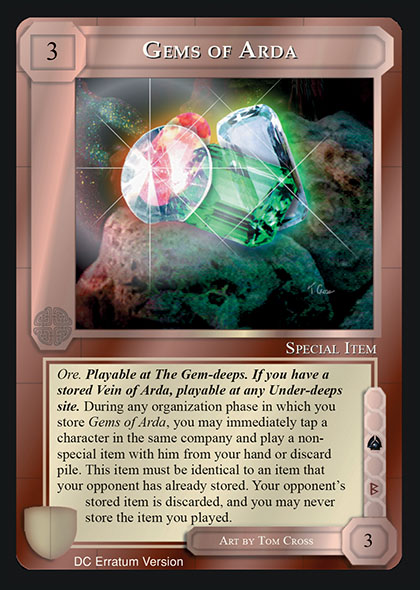 3
GEMS OF ARDA
T Cross
SPECIAL ITEM
Ore. Playable at The Gem-deeps. If you have a
stored Vein of Arda, playable at any Under-deeps
site. During any organization phase in which you
store Gems of Arda, you may immediately tap a
character in the same company and play a non-
special item with him from your hand or discard
pile. This item must be identical to an item that
your opponent has already stored. Your opponent's
stored item is discarded, and you may never
store the item you played.
ART BY TOM CROSS
3
DC Erratum Version